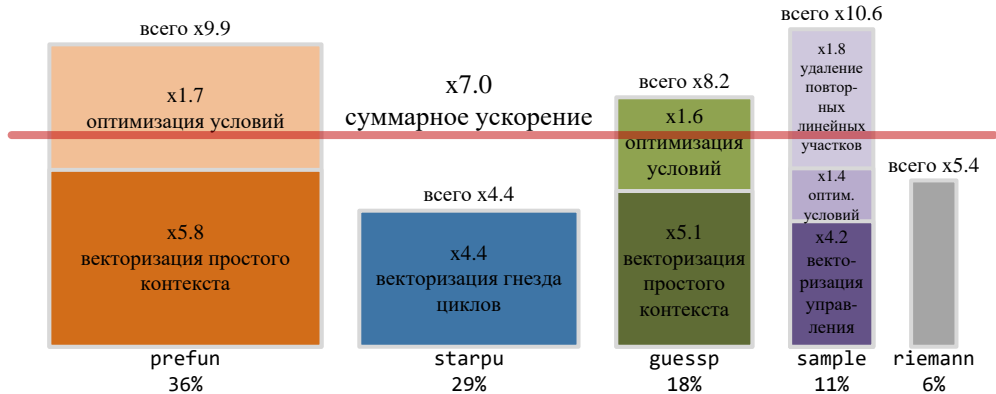 всего x9.9
x1.7
оптимизация условий
x5.8
векторизация простого
контекста
prefun
36%
x7.0
суммарное ускорение
всего x4.4
x4.4
векторизация гнезда
циклов
starpu
29%
всего x8.2
x1.6
оптимизация
условий
x5.1
векторизация
простого
контекста
guessp
18%
всего x10.6
x1.8
удаление
повтор-
ных
линейных
участков
x1.4
оптим.
условий
x4.2
векто-
ризация
управ-
ления
sample
11%
всего x5.4
riemann
6%